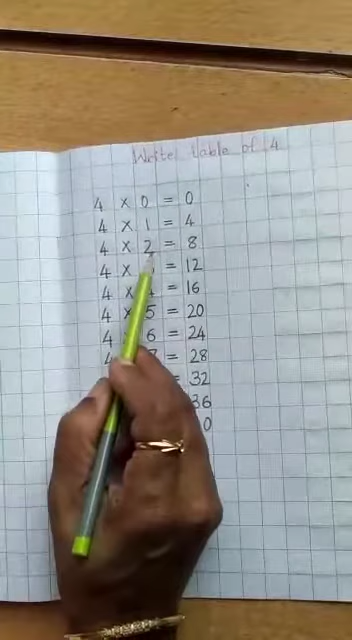 Write table of 4
4 × 0 = 0
4 × 1 = 4
4 × 2 = 8
4 × = 12
4 × = 16
4 × 5 = 20
4 6 = 24
4 = 28
= 32
36
0